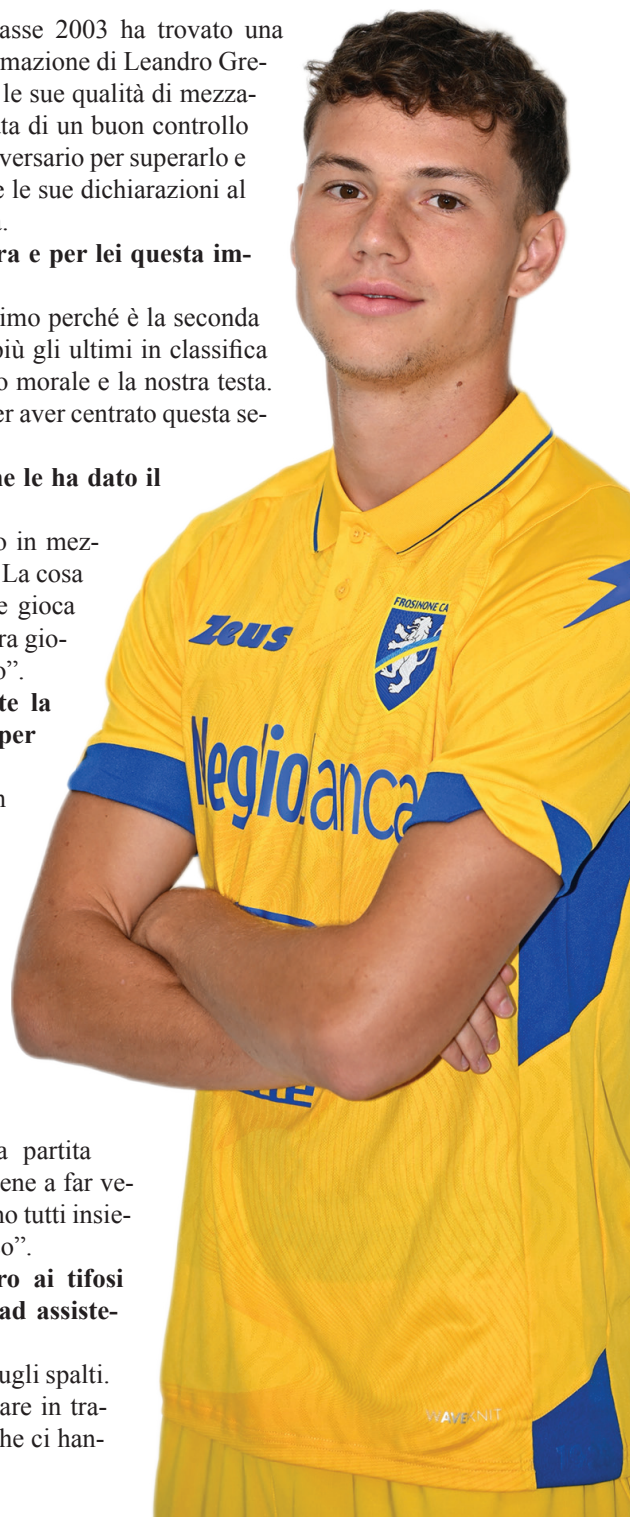 asse 2003 ha trovato una
mazione di Leandro Gre-
le sue qualità di mezza-
ta di un buon controllo
versario per superarlo e
e le sue dichiarazioni al
ra e per lei questa im-
imo perché è la seconda
più gli ultimi in classifica
o morale e la nostra testa.
er aver centrato questa se-
ne le ha dato il
o in mez-
La cosa
e gioca
ra gio-
o”.
te la
per
n
a partita
ene a far ve-
no tutti insie-
o”.
ro ai tifosi
ad assiste-
ugli spalti.
are in tra-
he ci han-
Zeus
FROSINONE CA
Neglio anca
WAVEKNIT